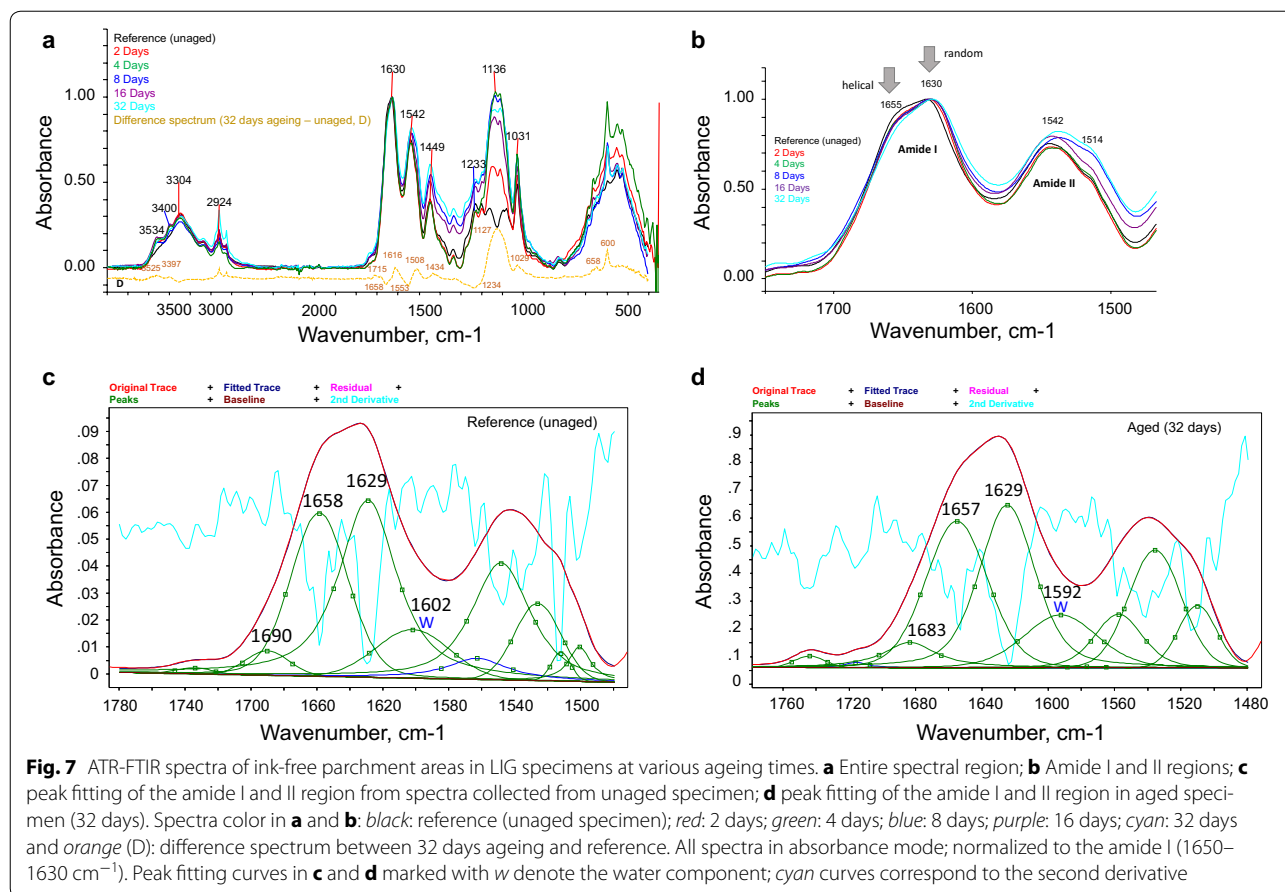 a
Reference (unaged)
2 Days
4 Days
8 Days
16 Days
32 Days
Difference spectrum (32 days ageing – unaged, D)
1630
1136
1542
1449
1031
1233
3304
2924
3400
3534
1.00
0.50
0.00
Absorbance
1127
1616
1508
1434
1029
600
658
3525
3397
1715
1658
1553
1234
D
3500 3000 2000 1500 1000 500
Wavenumber, cm-1
b
random
helical
1655
1630
1542
1514
Reference (unaged)
2 Days
4 Days
8 Days
16 Days
32 Days
Amide I
Amide II
1.00
0.50
0.00
Absorbance
1700 1600 1500
Wavenumber, cm-1
c
Original Trace + Fitted Trace + Residual +
Peaks + Baseline + 2nd Derivative
Reference (unaged)
.09
.08
.07
.06
.05
.04
.03
.02
.01
0
Absorbance
1658
1629
1602
W
1690
1780 1740 1700 1660 1620 1580 1540 1500
Wavenumber, cm-1
d
Original Trace + Fitted Trace + Residual +
Peaks + Baseline + 2nd Derivative
Aged (32 days)
.9
.8
.7
.6
.5
.4
.3
.2
.1
0
Absorbance
1657
1629
1592
W
1683
1760 1720 1680 1640 1600 1560 1520 1480
Wavenumber, cm-1
Fig. 7 ATR-FTIR spectra of ink-free parchment areas in LIG specimens at various ageing times. a Entire spectral region; b Amide I and II regions; c
peak fitting of the amide I and II region from spectra collected from unaged specimen; d peak fitting of the amide I and II region in aged speci-
men (32 days). Spectra color in a and b: black: reference (unaged specimen); red: 2 days; green: 4 days; blue: 8 days; purple: 16 days; cyan: 32 days
and orange (D): difference spectrum between 32 days ageing and reference. All spectra in absorbance mode; normalized to the amide I (1650–
1630 cm⁻¹). Peak fitting curves in c and d marked with w denote the water component; cyan curves correspond to the second derivative